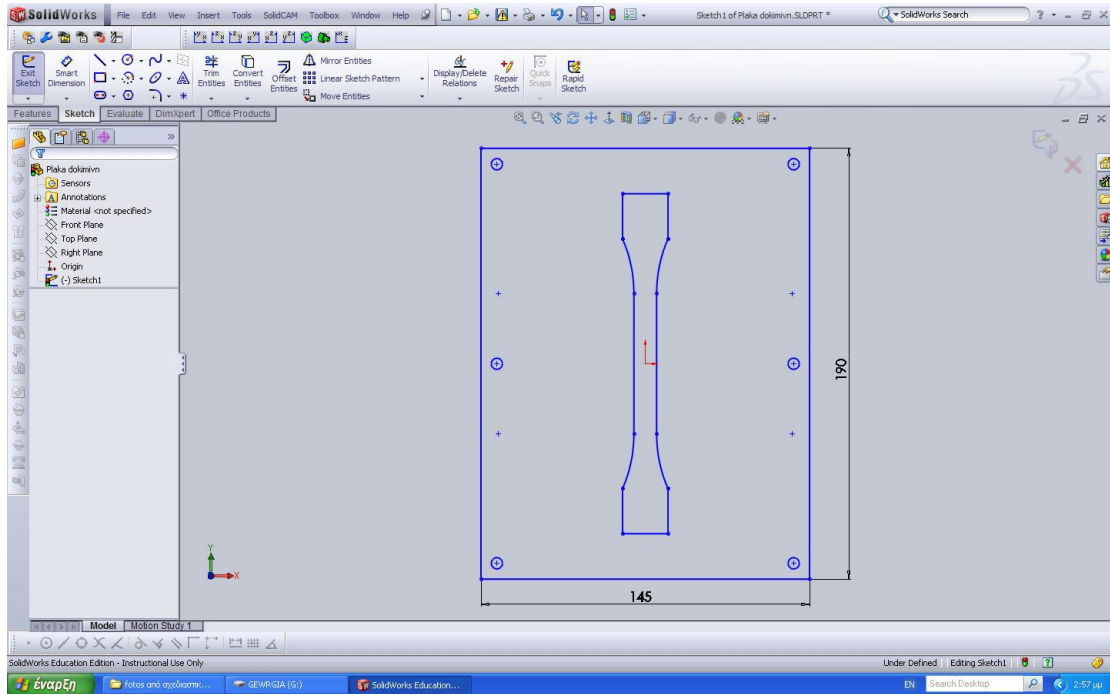 SolidWorks File Edit View Insert Tools SolidCAM Toolbox Window Help Sketch1 of Plaka dokimivn.SLDPRT * SolidWorks Search
Exit Sketch
Smart Dimension
Trim Entities
Convert Entities
Offset Entities
Mirror Entities
Linear Sketch Pattern
Move Entities
Display/Delete Relations
Repair Sketch
Quick Snaps
Rapid Sketch
Features Sketch Evaluate DimXpert Office Products
Plaka dokimivn
Sensors
Annotations
Material <not specified>
Front Plane
Top Plane
Right Plane
Origin
(-) Sketch1
190
145
Y
X
Model Motion Study 1
SolidWorks Education Edition - Instructional Use Only Under Defined Editing Sketch1
έναρξη fotos από σχεδιασμ... GEWRGIA (G:) SolidWorks Education... EN Search Desktop 2:57 μμ